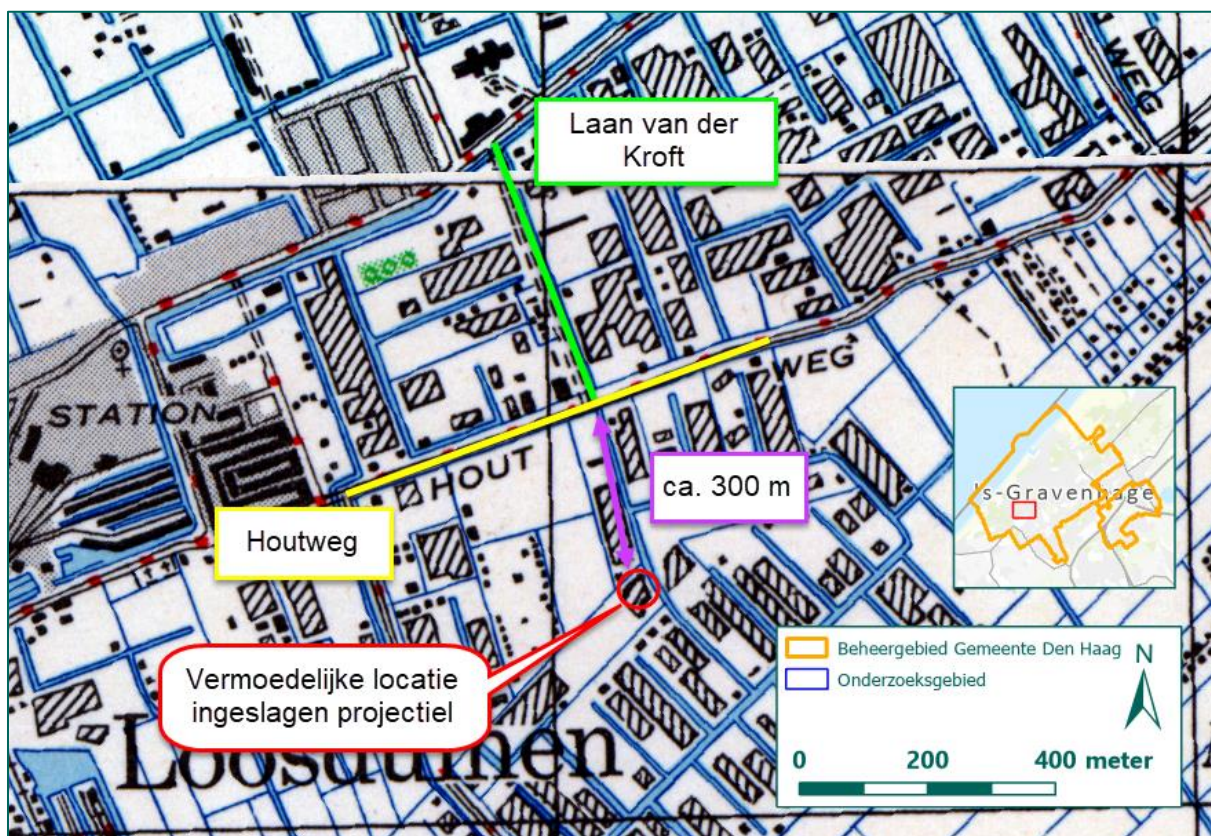 WEG
Laan van der
Kroft
STATION
WEG
HOUT
ca. 300 m
's-Gravenhage
Houtweg
Vermoedelijke locatie
ingeslagen projectiel
Loosduinen
Beheergebied Gemeente Den Haag
N
Onderzoeksgebied
0 200 400 meter